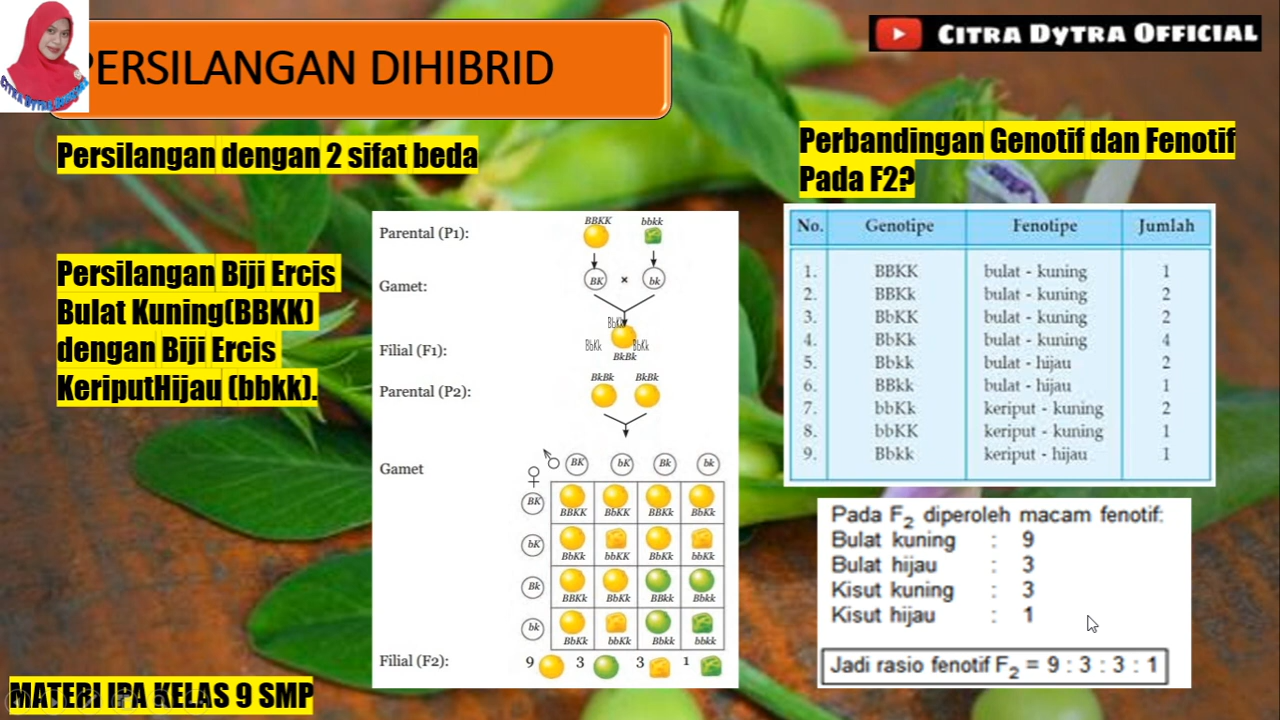 PERSILANGAN DIHIBRID
CITRA DYTRA OFFICIAL
Persilangan dengan 2 sifat beda
Persilangan Biji Ercis
Bulat Kuning(BBKK)
dengan Biji Ercis
KeriputHijau (bbkk).
BBKK bbkk
Parental (P1):
Gamet: BK × bk
BbKk
BbKk BbKk
Filial (F1):
BkBk
BkBk BkBk
Parental (P2):
Gamet
♂ BK bK Bk bk
♀
BK
BBKK BbKK BBKk BbKk
bK
BbKk bbKK BbKk bbKk
Bk
BBKk BbKk BBkk Bbkk
bk
BbKk bbKk Bbkk bbkk
Filial (F2): 9 3 3 1
Perbandingan Genotif dan Fenotif
Pada F2?
No. Genotipe Fenotipe Jumlah
1. BBKK bulat - kuning 1
2. BBKk bulat - kuning 2
3. BbKK bulat - kuning 2
4. BbKk bulat - kuning 4
5. Bbkk bulat - hijau 2
6. BBkk bulat - hijau 1
7. bbKk keriput - kuning 2
8. bbKK keriput - kuning 1
9. Bbkk keriput - hijau 1
Pada F2 diperoleh macam fenotif:
Bulat kuning : 9
Bulat hijau : 3
Kisut kuning : 3
Kisut hijau : 1
Jadi rasio fenotif F2 = 9 : 3 : 3 : 1
MATERI IPA KELAS 9 SMP